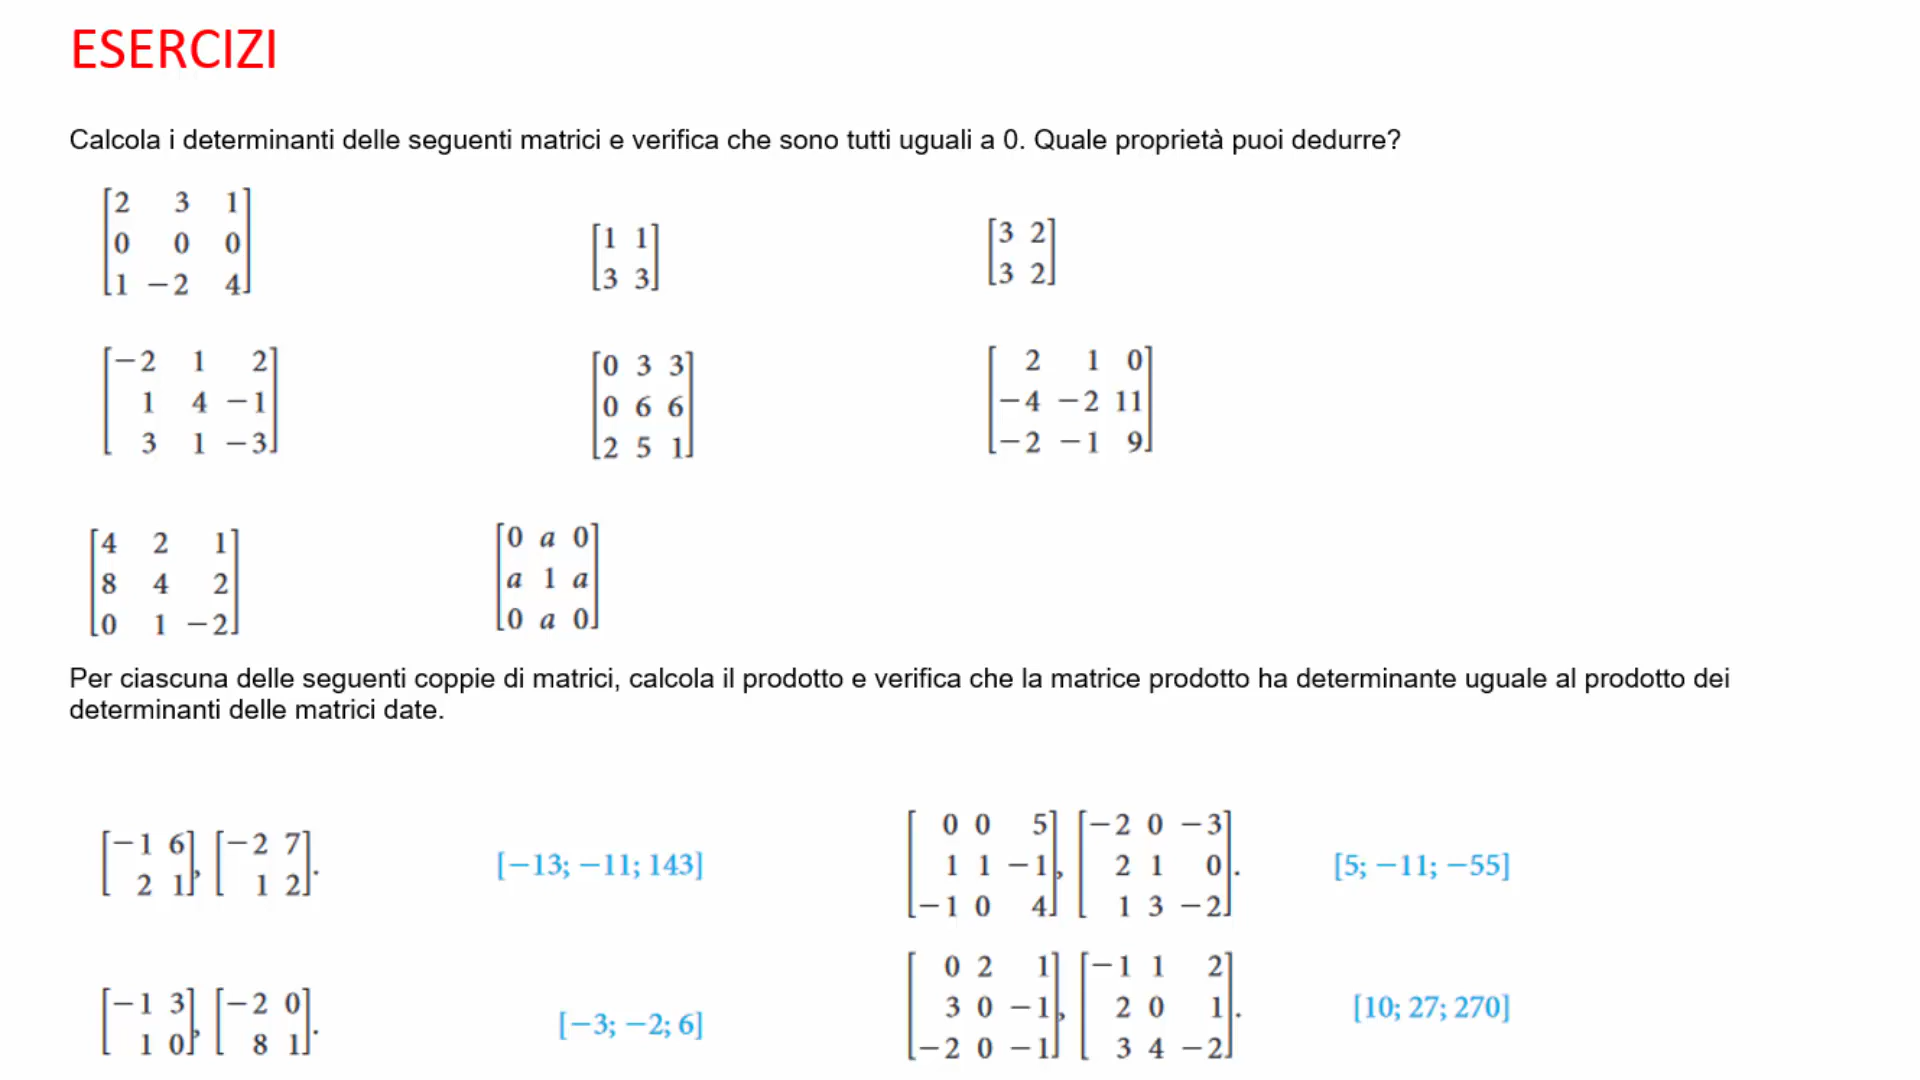 ESERCIZI
Calcola i determinanti delle seguenti matrici e verifica che sono tutti uguali a 0. Quale proprietà puoi dedurre?
[2 3 1]
[0 0 0]
[1 −2 4]
[1 1]
[3 3]
[3 2]
[3 2]
[−2 1 2]
[1 4 −1]
[3 1 −3]
[0 3 3]
[0 6 6]
[2 5 1]
[2 1 0]
[−4 −2 11]
[−2 −1 9]
[4 2 1]
[8 4 2]
[0 1 −2]
[0 a 0]
[a 1 a]
[0 a 0]
Per ciascuna delle seguenti coppie di matrici, calcola il prodotto e verifica che la matrice prodotto ha determinante uguale al prodotto dei
determinanti delle matrici date.
[−1 6] [−2 7]
[2 1], [1 2].
[−13; −11; 143]
[0 0 5] [−2 0 −3]
[1 1 −1], [2 1 0].
[−1 0 4] [1 3 −2]
[5; −11; −55]
[−1 3] [−2 0]
[1 0], [8 1].
[−3; −2; 6]
[0 2 1] [−1 1 2]
[3 0 −1], [2 0 1].
[−2 0 −1] [3 4 −2]
[10; 27; 270]